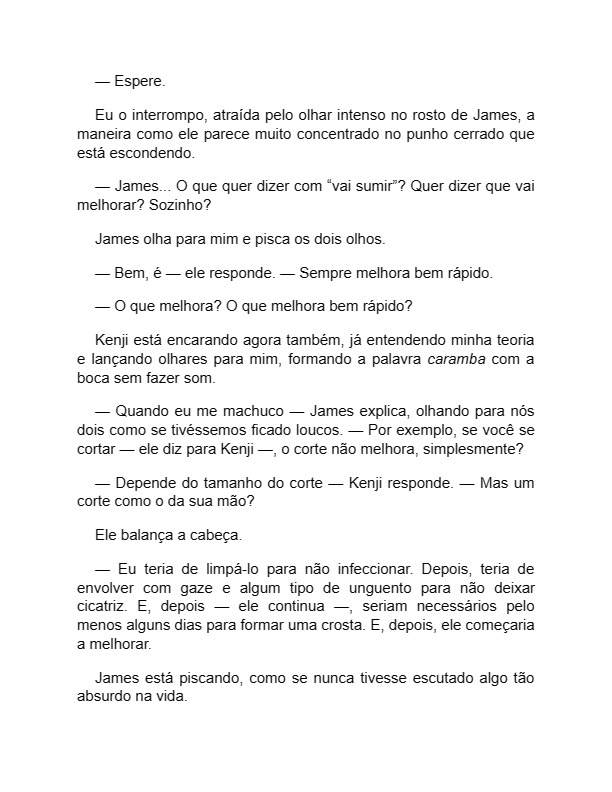 — Espere.
Eu o interrompo, atraída pelo olhar intenso no rosto de James, a
maneira como ele parece muito concentrado no punho cerrado que
está escondendo.
— James... O que quer dizer com “vai sumir”? Quer dizer que vai
melhorar? Sozinho?
James olha para mim e pisca os dois olhos.
— Bem, é — ele responde. — Sempre melhora bem rápido.
— O que melhora? O que melhora bem rápido?
Kenji está encarando agora também, já entendendo minha teoria
e lançando olhares para mim, formando a palavra caramba com a
boca sem fazer som.
— Quando eu me machuco — James explica, olhando para nós
dois como se tivéssemos ficado loucos. — Por exemplo, se você se
cortar — ele diz para Kenji —, o corte não melhora, simplesmente?
— Depende do tamanho do corte — Kenji responde. — Mas um
corte como o da sua mão?
Ele balança a cabeça.
— Eu teria de limpá-lo para não infeccionar. Depois, teria de
envolver com gaze e algum tipo de unguento para não deixar
cicatriz. E, depois — ele continua —, seriam necessários pelo
menos alguns dias para formar uma crosta. E, depois, ele começaria
a melhorar.
James está piscando, como se nunca tivesse escutado algo tão
absurdo na vida.